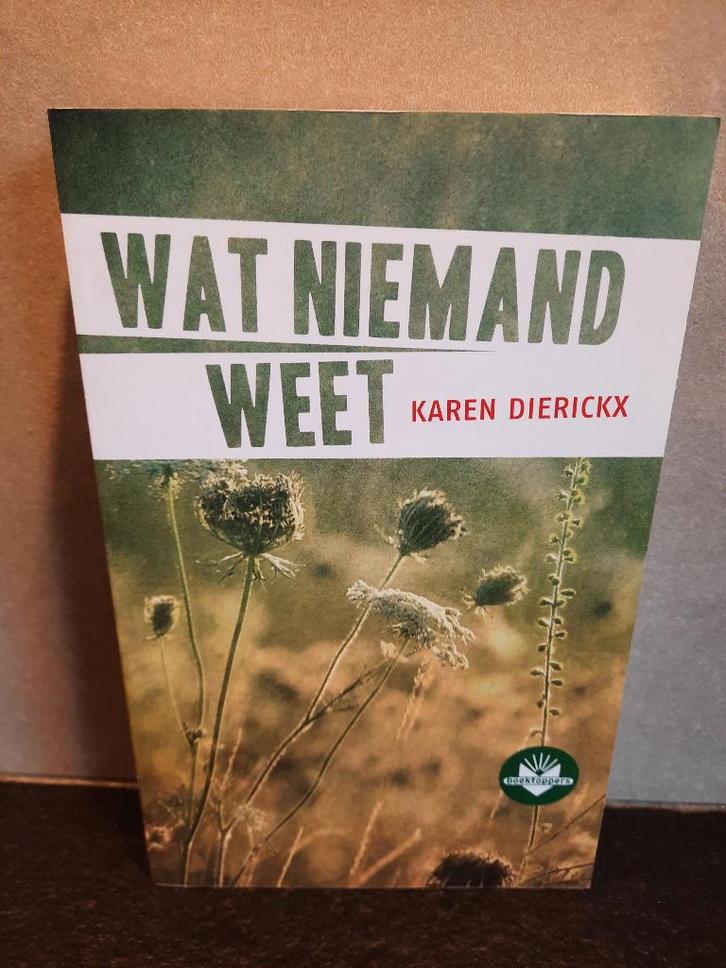 WAT NIEMAND
WEET
KAREN DIERICKX
boektoppers